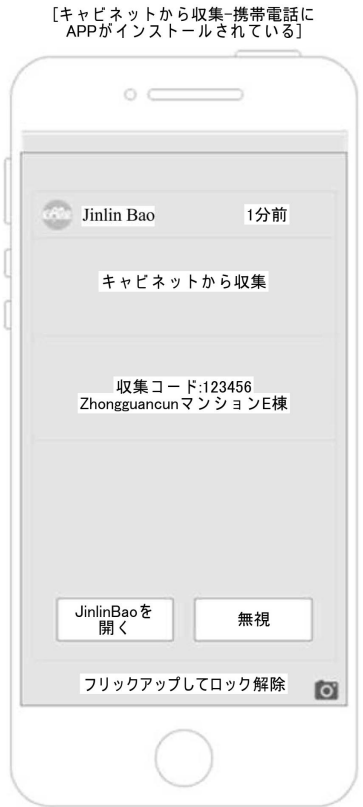 [キャビネットから収集-携帯電話に
APPがインストールされている]
Jinlin Bao 1分前
キャビネットから収集
収集コード:123456
ZhongguancunマンションE棟
JinlinBaoを
開く
無視
フリックアップしてロック解除